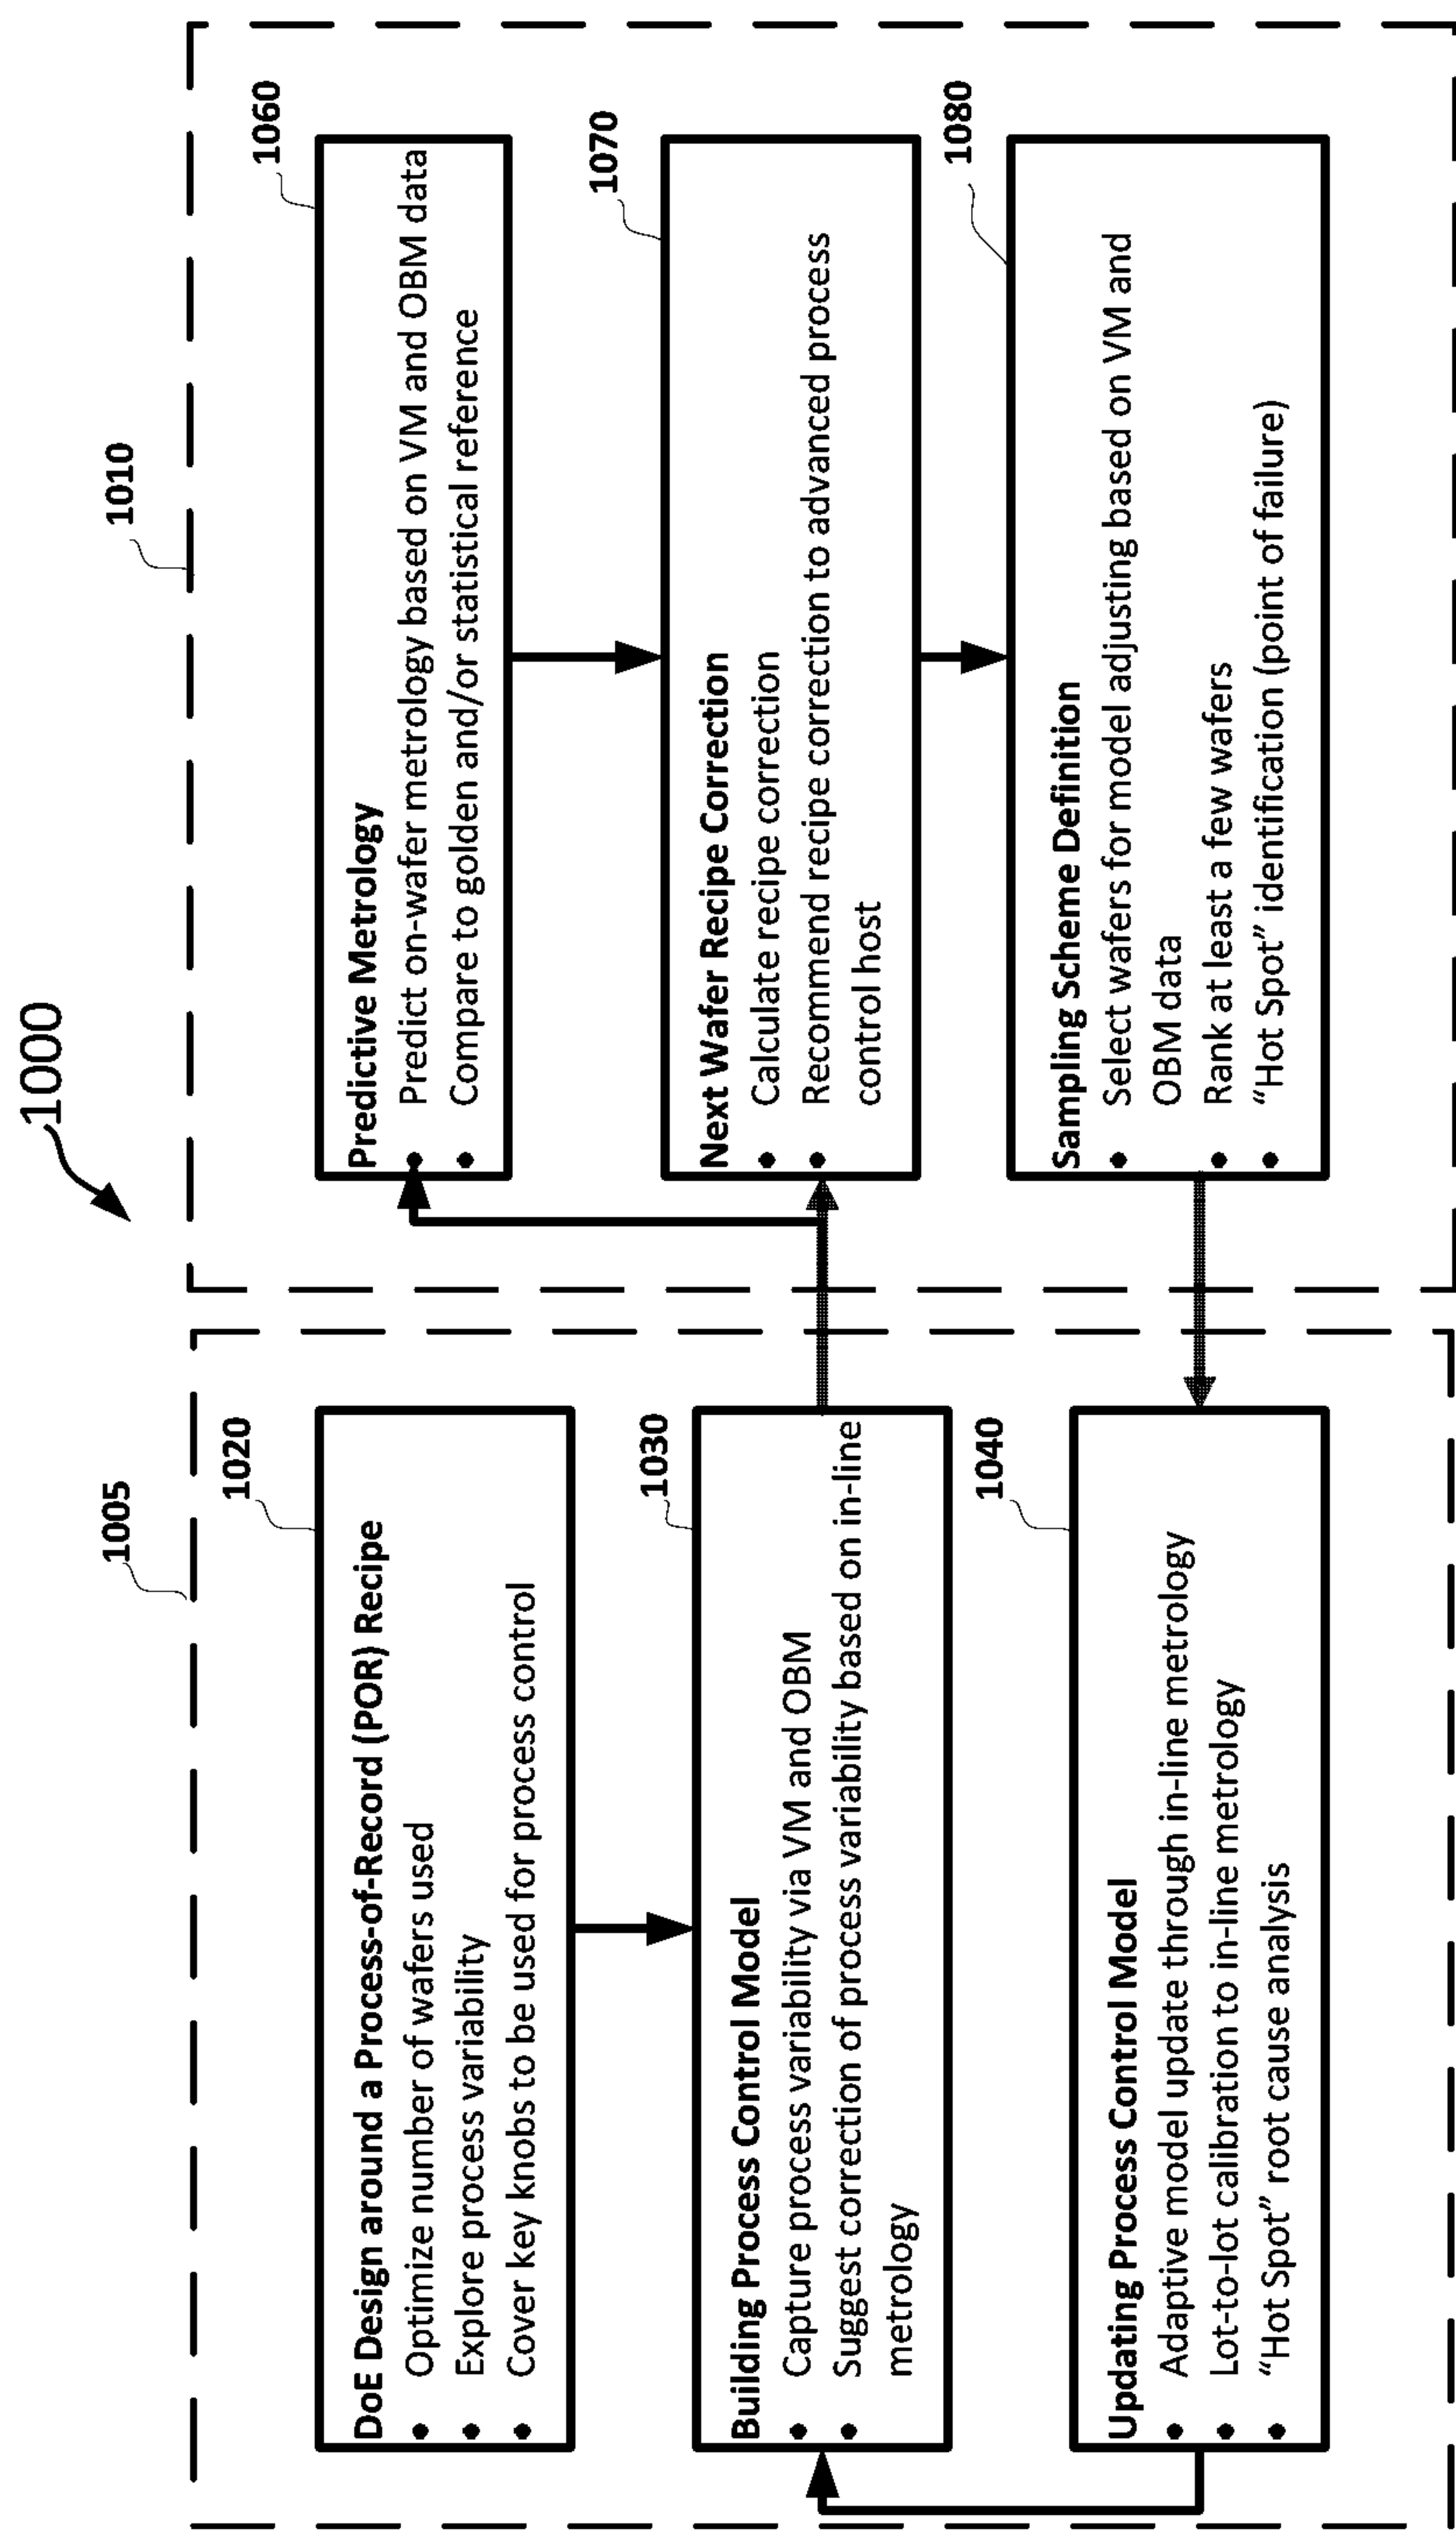 1000
1005
1020
DoE Design around a Process-of-Record (POR) Recipe
• Optimize number of wafers used
• Explore process variability
• Cover key knobs to be used for process control
1030
Building Process Control Model
• Capture process variability via VM and OBM
• Suggest correction of process variability based on in-line
metrology
1040
Updating Process Control Model
• Adaptive model update through in-line metrology
• Lot-to-lot calibration to in-line metrology
• “Hot Spot” root cause analysis
1010
1060
Predictive Metrology
• Predict on-wafer metrology based on VM and OBM data
• Compare to golden and/or statistical reference
1070
Next Wafer Recipe Correction
• Calculate recipe correction
• Recommend recipe correction to advanced process
control host
1080
Sampling Scheme Definition
• Select wafers for model adjusting based on VM and
OBM data
• Rank at least a few wafers
• “Hot Spot” identification (point of failure)